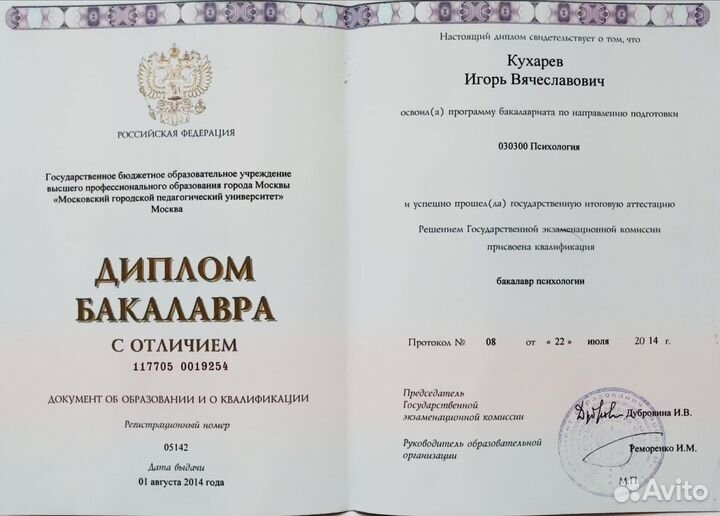 РОССИЙСКАЯ ФЕДЕРАЦИЯ
Государственное бюджетное образовательное учреждение
высшего профессионального образования города Москвы
«Московский городской педагогический университет»
Москва
ДИПЛОМ
БАКАЛАВРА
С ОТЛИЧИЕМ
117705 0019254
ДОКУМЕНТ ОБ ОБРАЗОВАНИИ И О КВАЛИФИКАЦИИ
Регистрационный номер
05142
Дата выдачи
01 августа 2014 года
Настоящий диплом свидетельствует о том, что
Кухарев
Игорь Вячеславович
освоил(а) программу бакалавриата по направлению подготовки
030300 Психология
и успешно прошел(ла) государственную итоговую аттестацию
Решением Государственной экзаменационной комиссии
присвоена квалификация
бакалавр психологии
Протокол № 08 от « 22 » июля 20 14 г.
Председатель
Государственной
экзаменационной комиссии
Дубровина И.В.
Руководитель образовательной
организации
Реморенко И.М.
М.П.
Avito